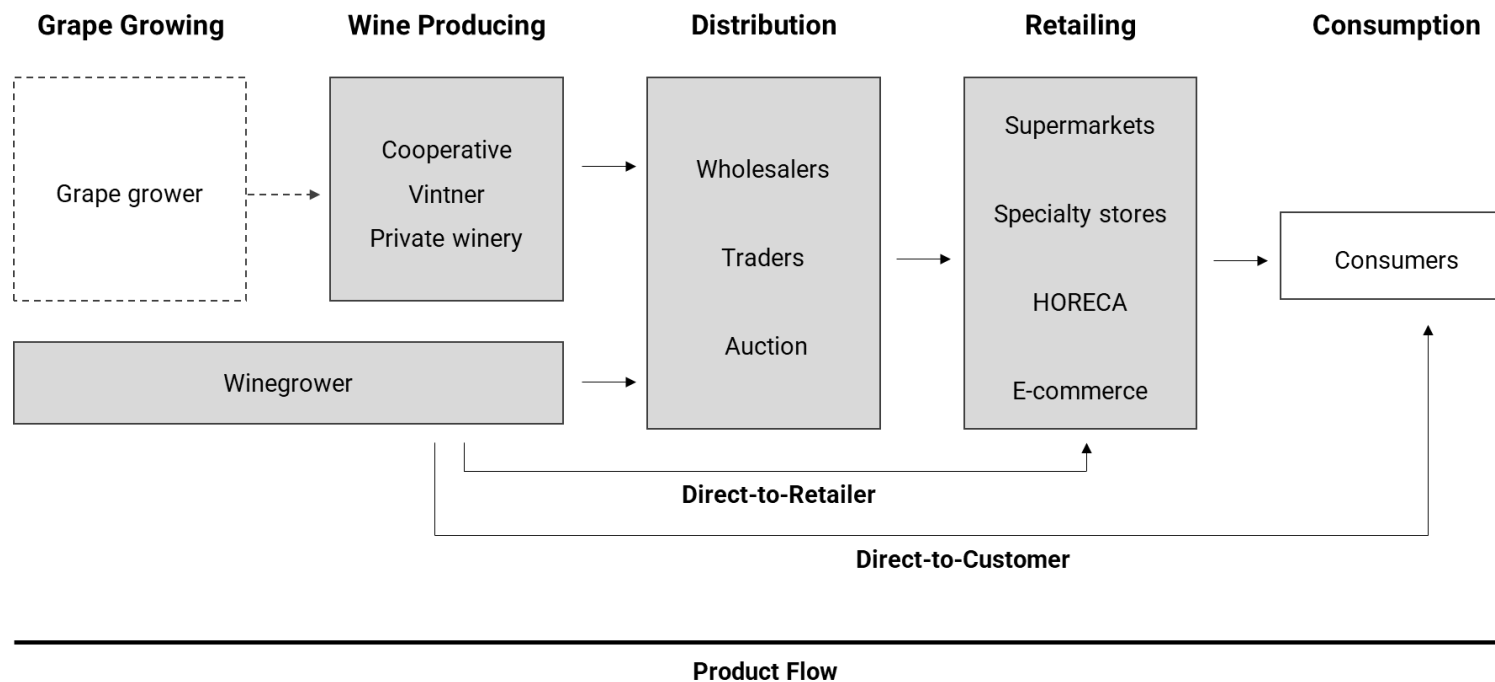 Grape Growing
Wine Producing
Distribution
Retailing
Consumption
Grape grower
Cooperative
Vintner
Private winery
Winegrower
Wholesalers
Traders
Auction
Supermarkets
Specialty stores
HORECA
E-commerce
Consumers
Direct-to-Retailer
Direct-to-Customer
Product Flow